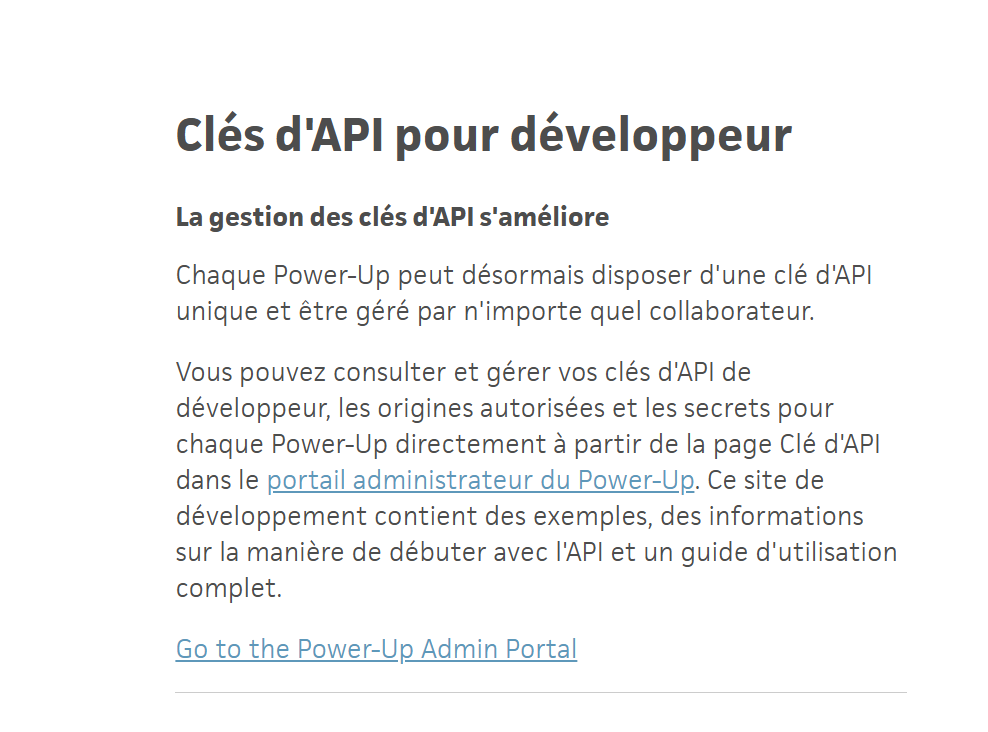 Clés d'API pour développeur
La gestion des clés d'API s'améliore
Chaque Power-Up peut désormais disposer d'une clé d'API
unique et être géré par n'importe quel collaborateur.
Vous pouvez consulter et gérer vos clés d'API de
développeur, les origines autorisées et les secrets pour
chaque Power-Up directement à partir de la page Clé d'API
dans le portail administrateur du Power-Up. Ce site de
développement contient des exemples, des informations
sur la manière de débuter avec l'API et un guide d'utilisation
complet.
Go to the Power-Up Admin Portal